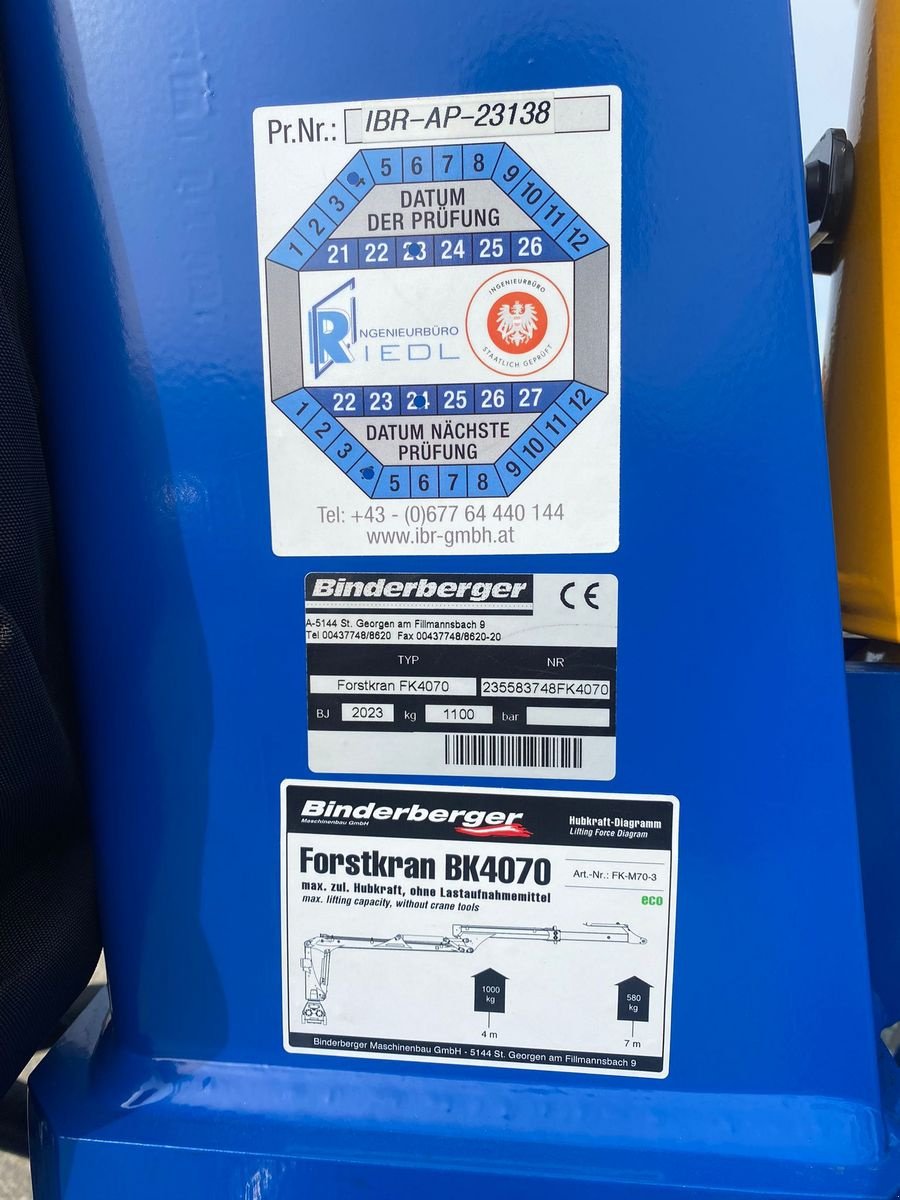 Pr.Nr.: IBR-AP-23138
1 2 3 5 6 7 8 9 10 11 12
DATUM
DER PRÜFUNG
21 22 23 24 25 26
INGENIEURBÜRO
RIEDL
INGENIEURBÜRO
STAATLICH GEPRÜFT
22 23 24 25 26 27
DATUM NÄCHSTE
PRÜFUNG
1 2 3 5 6 7 8 9 10 11 12
Tel: +43 - (0)677 64 440 144
www.ibr-gmbh.at
Binderberger CE
A-5144 St. Georgen am Fillmannsbach 9
Tel 00437748/8620 Fax 00437748/8620-20
TYP NR
Forstkran FK4070 235583748FK4070
BJ 2023 kg 1100 bar
Binderberger
Maschinenbau GmbH
Hubkraft-Diagramm
Lifting Force Diagram
Forstkran BK4070
Art.-Nr.: FK-M70-3
max. zul. Hubkraft, ohne Lastaufnahmemittel
max. lifting capacity, without crane tools
eco
1000
kg
580
kg
4 m
7 m
Binderberger Maschinenbau GmbH - 5144 St. Georgen am Fillmannsbach 9